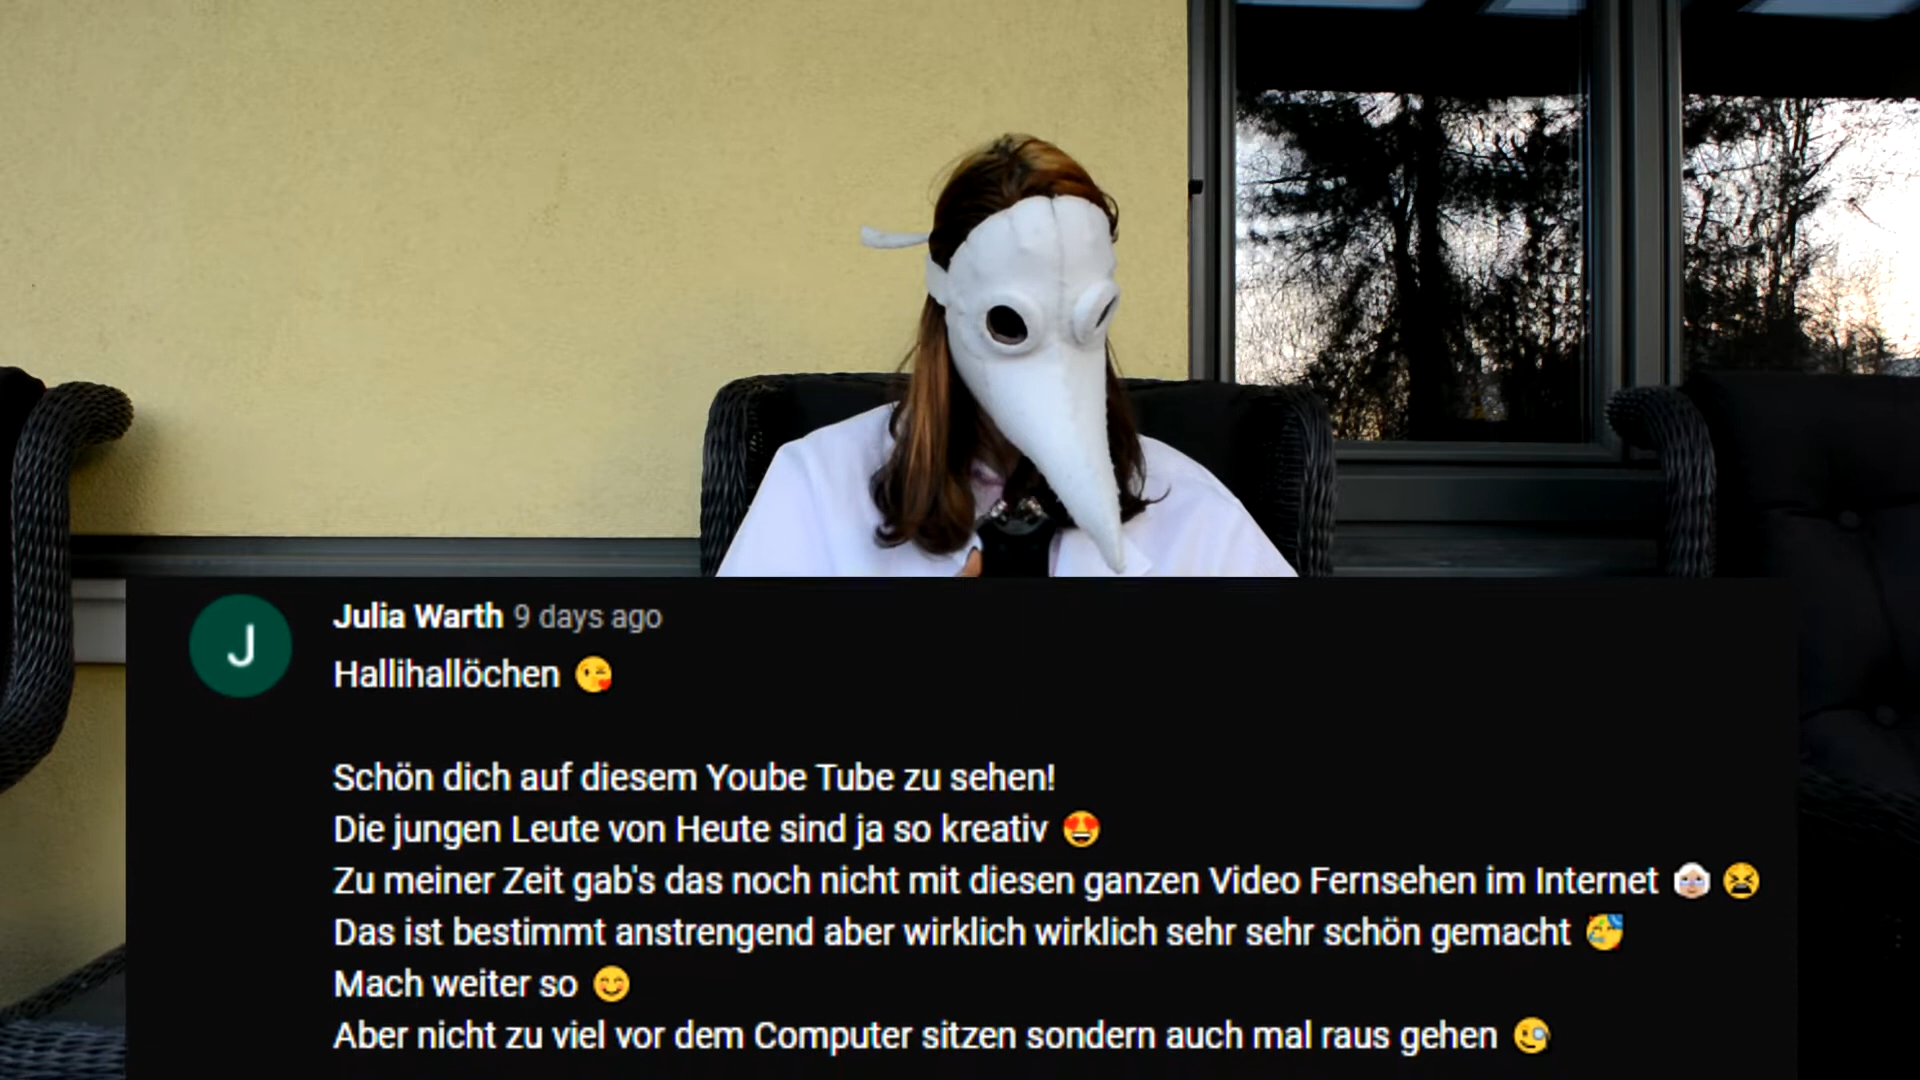 J
Julia Warth 9 days ago
Hallihallöchen 😘
Schön dich auf diesem Yoube Tube zu sehen!
Die jungen Leute von Heute sind ja so kreativ 😍
Zu meiner Zeit gab's das noch nicht mit diesen ganzen Video Fernsehen im Internet 👵🏻 😫
Das ist bestimmt anstrengend aber wirklich wirklich sehr sehr schön gemacht 🥳
Mach weiter so 😊
Aber nicht zu viel vor dem Computer sitzen sondern auch mal raus gehen 🧐